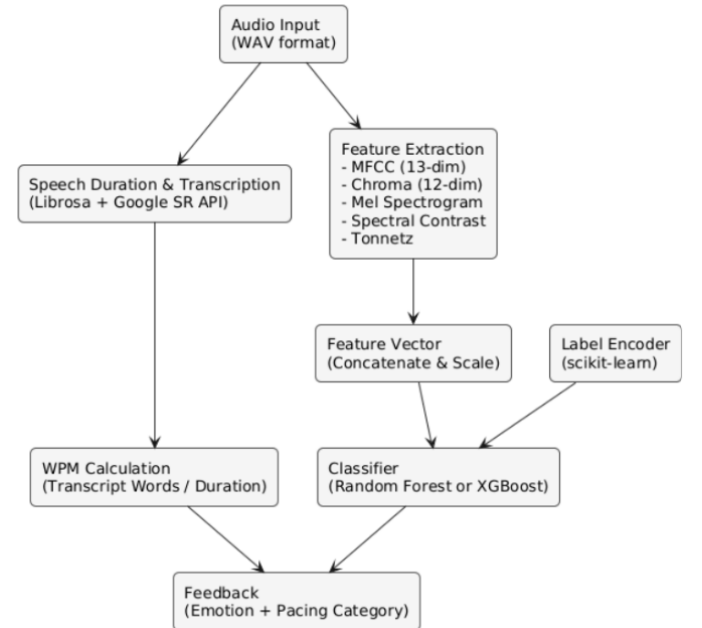 Audio Input
(WAV format)
Speech Duration & Transcription
(Librosa + Google SR API)
Feature Extraction
- MFCC (13-dim)
- Chroma (12-dim)
- Mel Spectrogram
- Spectral Contrast
- Tonnetz
Feature Vector
(Concatenate & Scale)
Label Encoder
(scikit-learn)
WPM Calculation
(Transcript Words / Duration)
Classifier
(Random Forest or XGBoost)
Feedback
(Emotion + Pacing Category)